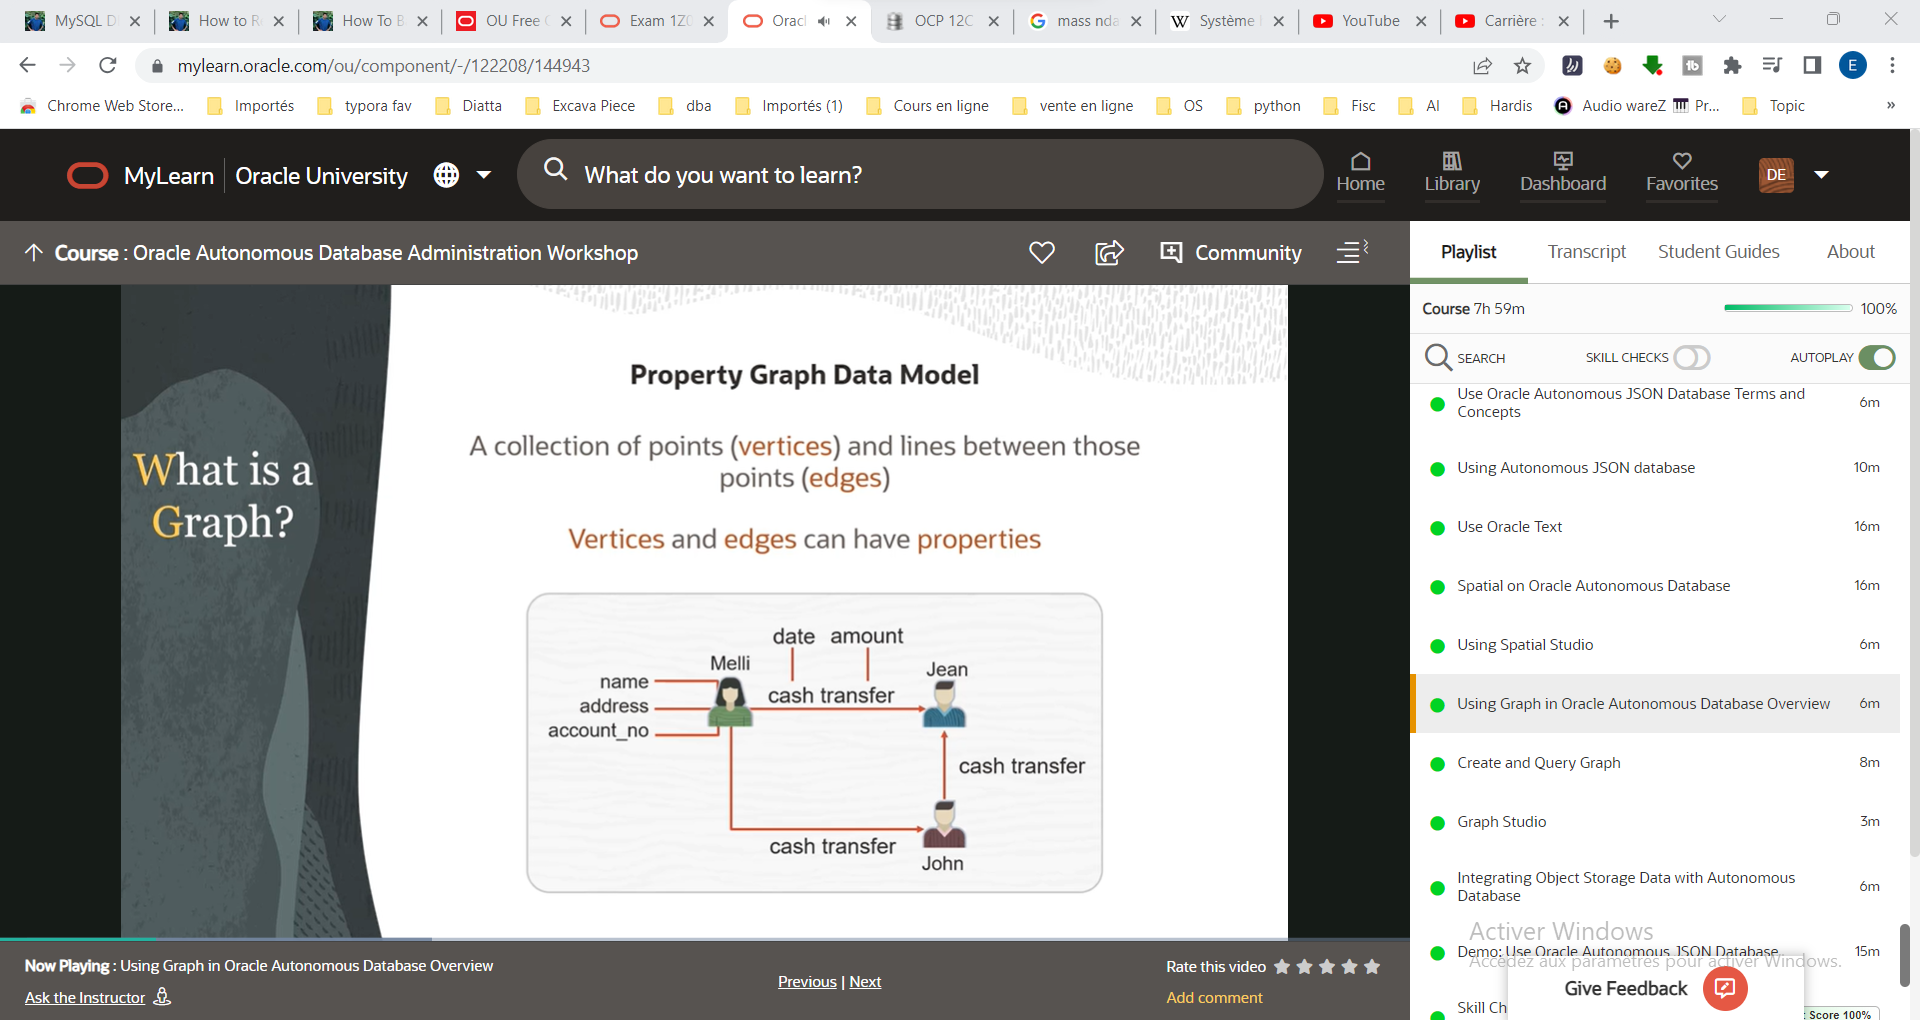 MySQL D
How to R
How To B
OU Free
Exam 1Z0
Oracl
OCP 12C
mass nda
Système
YouTube
Carrière :
mylearn.oracle.com/ou/component/-/122208/144943
E
Chrome Web Store...
Importés
typora fav
Diatta
Excava Piece
dba
Importés (1)
Cours en ligne
vente en ligne
OS
python
Fisc
AI
Hardis
Audio wareZ
Pr...
Topic
»
MyLearn
Oracle University
What do you want to learn?
Home
Library
Dashboard
Favorites
DE
Course : Oracle Autonomous Database Administration Workshop
Community
Playlist
Transcript
Student Guides
About
Course 7h 59m
100%
SEARCH
SKILL CHECKS
AUTOPLAY
What is a
Graph?
Property Graph Data Model
A collection of points (vertices) and lines between those
points (edges)
Vertices and edges can have properties
date amount
Melli
Jean
name
cash transfer
address
account_no
cash transfer
cash transfer
John
Use Oracle Autonomous JSON Database Terms and
Concepts
6m
Using Autonomous JSON database
10m
Use Oracle Text
16m
Spatial on Oracle Autonomous Database
16m
Using Spatial Studio
6m
Using Graph in Oracle Autonomous Database Overview
6m
Create and Query Graph
8m
Graph Studio
3m
Integrating Object Storage Data with Autonomous
Database
6m
Demo: Use Oracle Autonomous JSON Database
15m
Activer Windows
Accédez aux paramètres pour activer Windows.
Skill Ch
Score 100%
Give Feedback
Now Playing : Using Graph in Oracle Autonomous Database Overview
Ask the Instructor
Previous | Next
Rate this video
Add comment